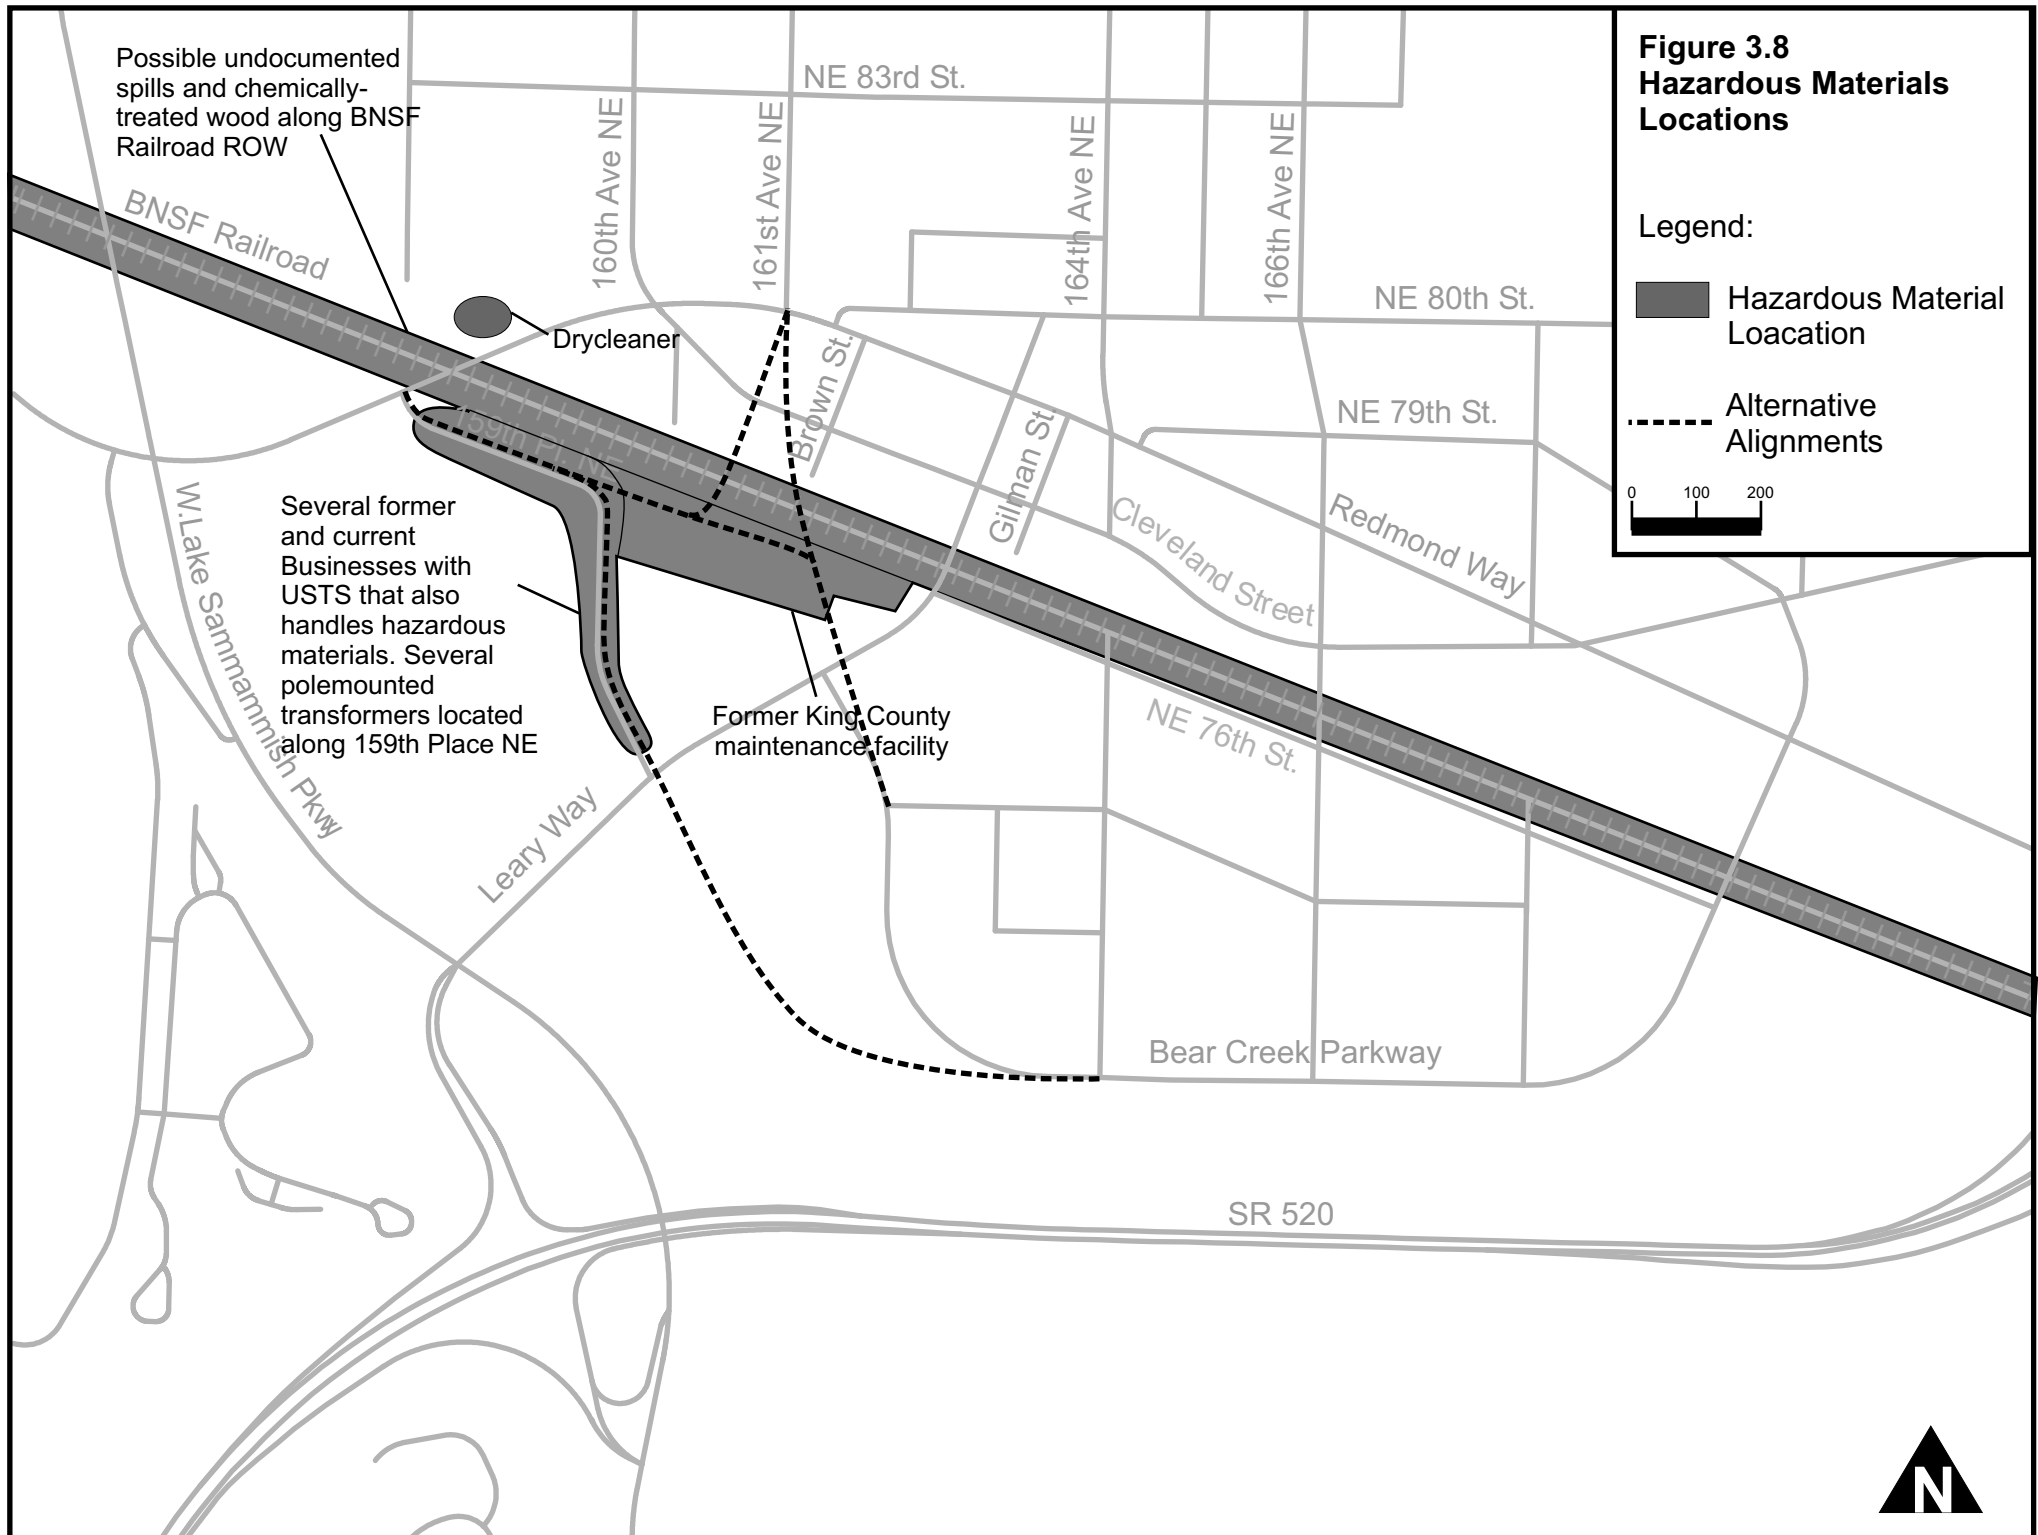 Possible undocumented
spills and chemically-
treated wood along BNSF
Railroad ROW
Figure 3.8
Hazardous Materials
Locations
Legend:
Hazardous Material
Loacation
Alternative
Alignments
0 100 200
NE 83rd St.
160th Ave NE
161st Ave NE
164th Ave NE
166th Ave NE
BNSF Railroad
NE 80th St.
Drycleaner
Brown St.
NE 79th St.
159th Pl. NE
Gilman St.
Cleveland Street
Redmond Way
W.Lake Sammammish Pkwy
Several former
and current
Businesses with
USTS that also
handles hazardous
materials. Several
polemounted
transformers located
along 159th Place NE
Former King County
maintenance facility
NE 76th St.
Leary Way
Bear Creek Parkway
SR 520
N